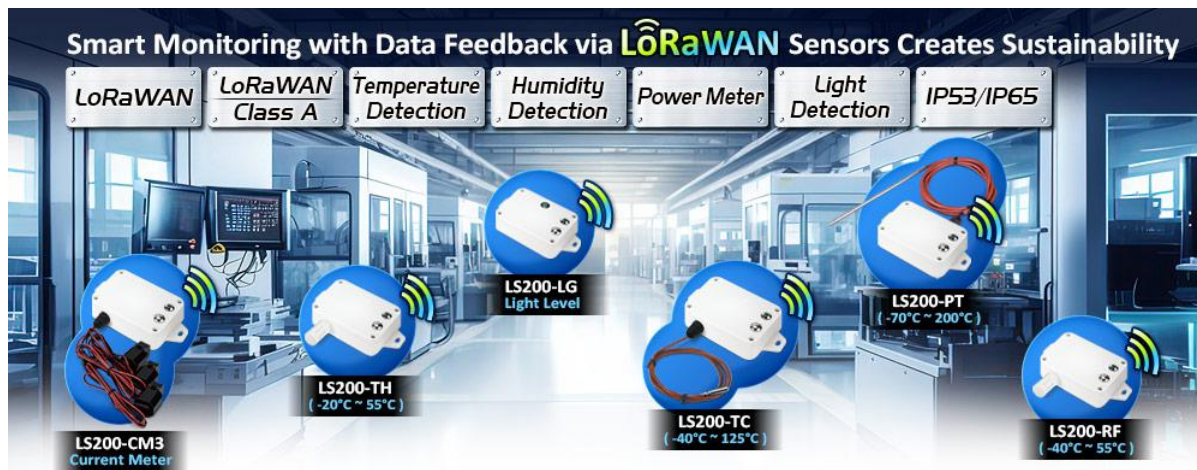 Smart Monitoring with Data Feedback via LoRaWAN Sensors Creates Sustainability
LoRaWAN
LoRaWAN
Class A
Temperature
Detection
Humidity
Detection
Power Meter
Light
Detection
IP53/IP65
LS200-LG
Light Level
LS200-PT
( -70°C ~ 200°C )
LS200-TH
( -20°C ~ 55°C )
LS200-TC
( -40°C ~ 125°C )
LS200-RF
( -40°C ~ 55°C )
LS200-CM3
Current Meter